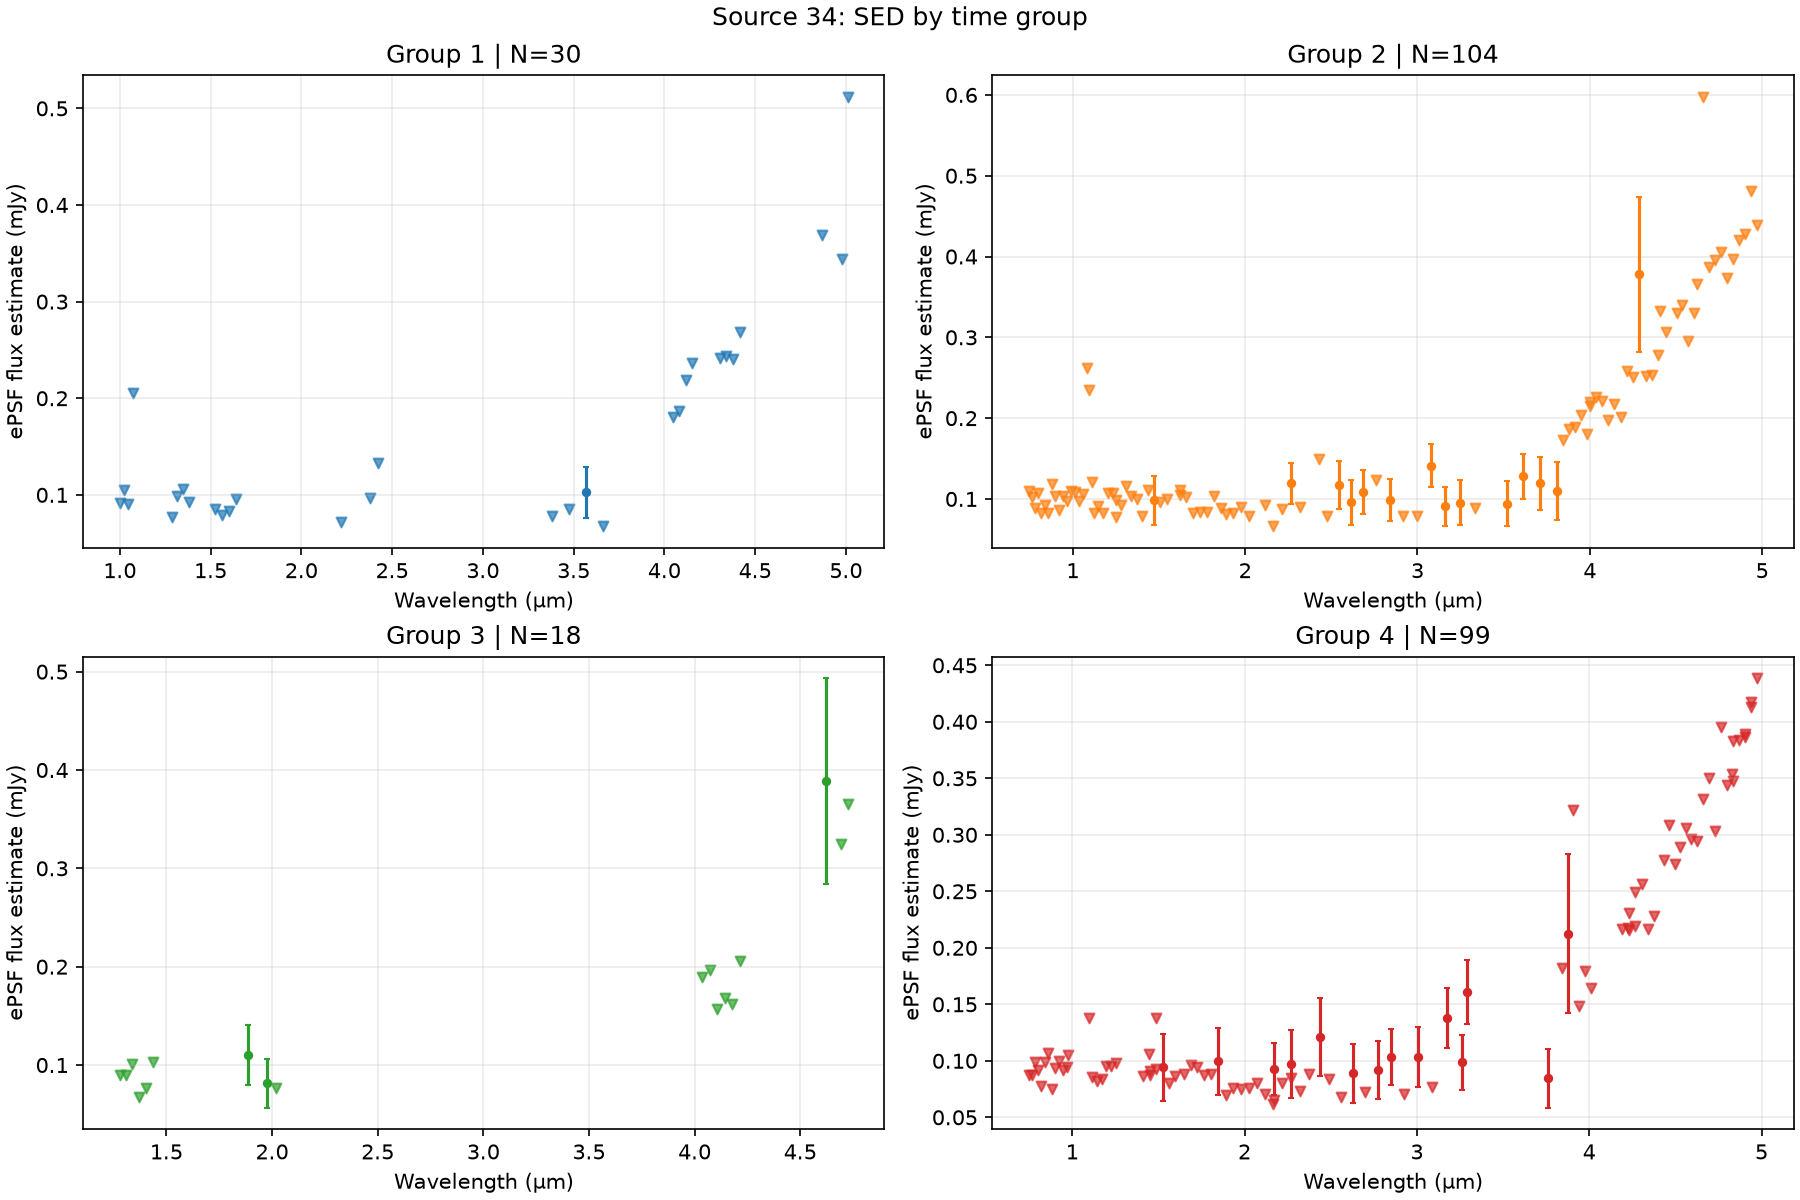 Source 34: SED by time group
Group 1 | N=30
ePSF flux estimate (mJy)
0.5
0.4
0.3
0.2
0.1
1.0 1.5 2.0 2.5 3.0 3.5 4.0 4.5 5.0
Wavelength (µm)
Group 2 | N=104
ePSF flux estimate (mJy)
0.6
0.5
0.4
0.3
0.2
0.1
1 2 3 4 5
Wavelength (µm)
Group 3 | N=18
ePSF flux estimate (mJy)
0.5
0.4
0.3
0.2
0.1
1.5 2.0 2.5 3.0 3.5 4.0 4.5
Wavelength (µm)
Group 4 | N=99
ePSF flux estimate (mJy)
0.45
0.40
0.35
0.30
0.25
0.20
0.15
0.10
0.05
1 2 3 4 5
Wavelength (µm)